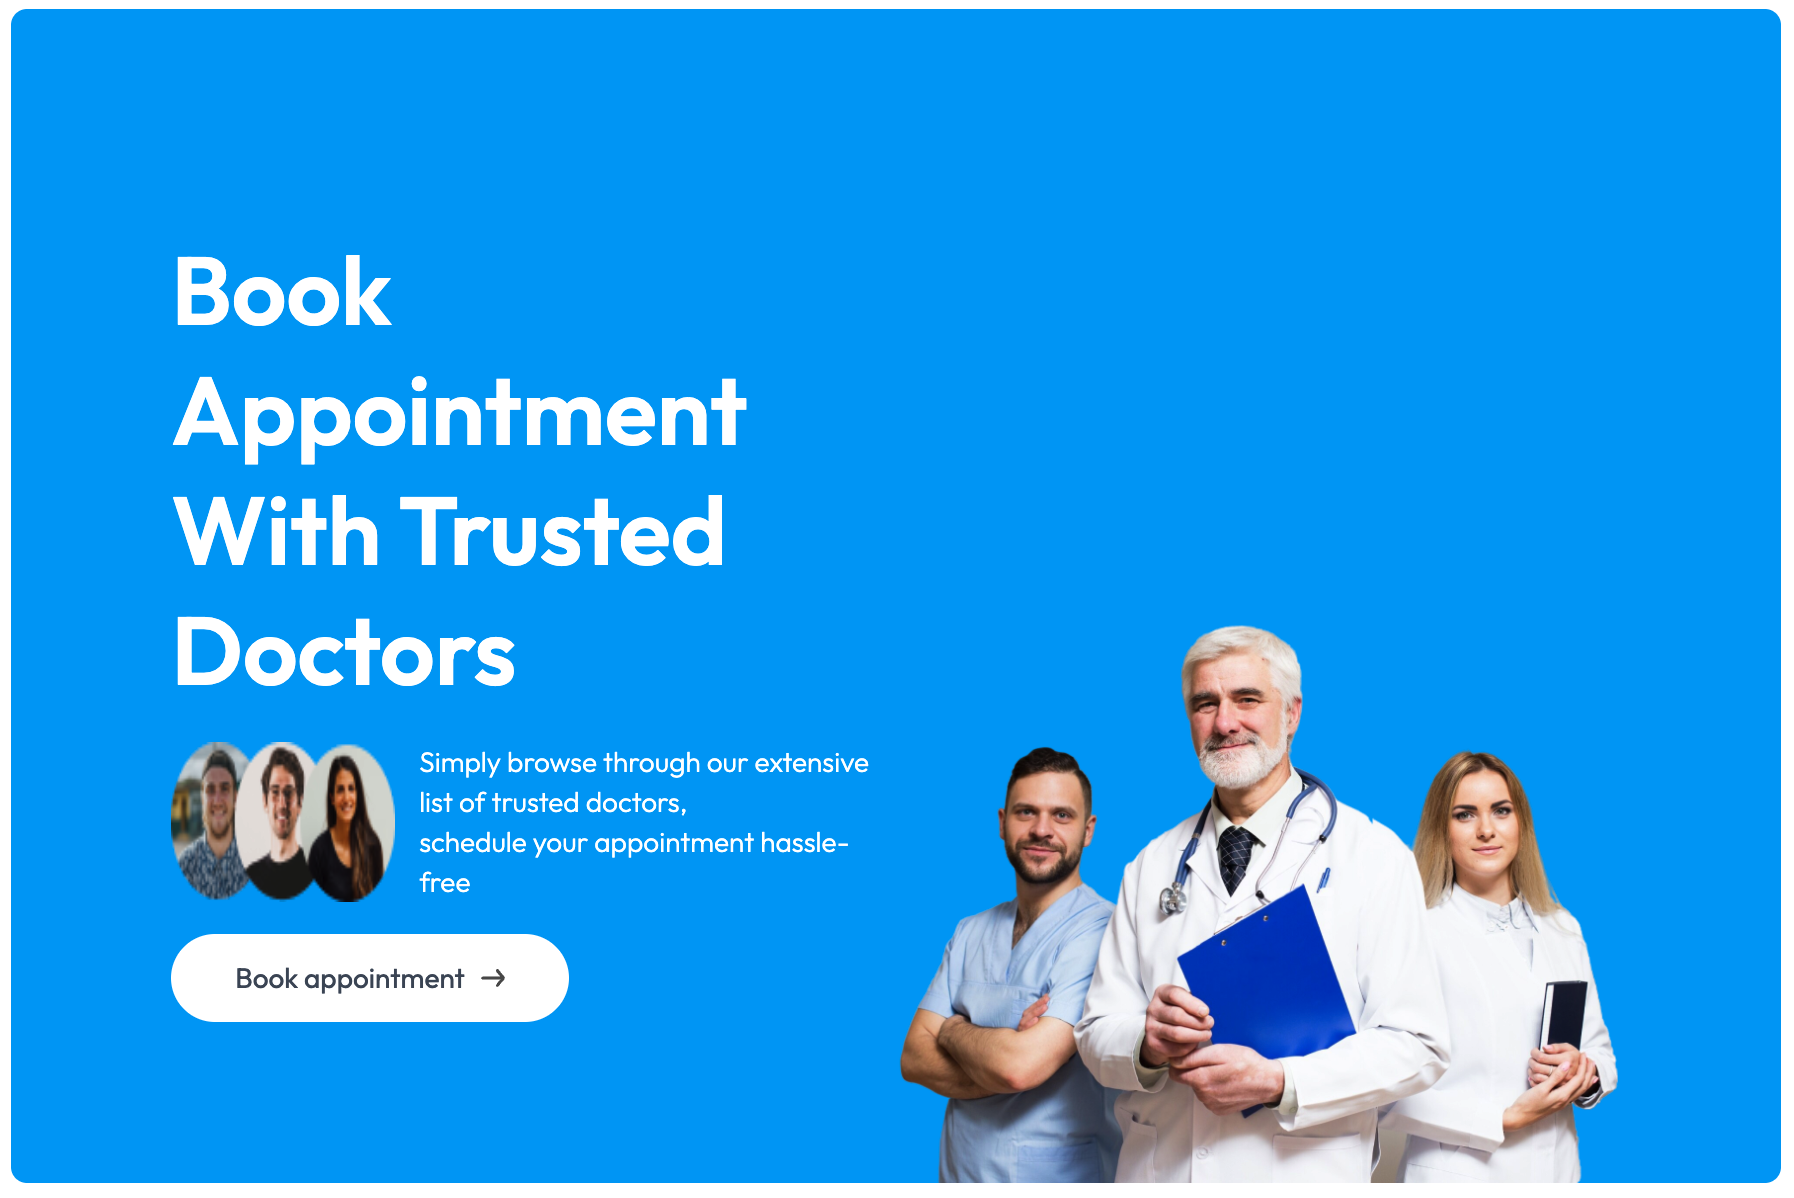 Book
Appointment
With Trusted
Doctors
Simply browse through our extensive
list of trusted doctors,
schedule your appointment hassle-
free
Book appointment →